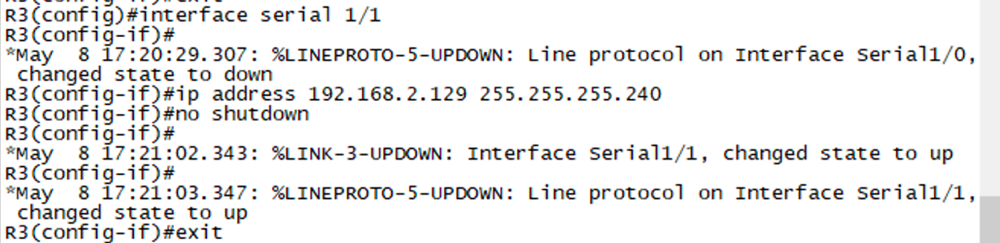 R3(config)#interface serial 1/1
R3(config-if)#
*May  8 17:20:29.307: %LINEPROTO-5-UPDOWN: Line protocol on Interface Serial1/0,
 changed state to down
R3(config-if)#ip address 192.168.2.129 255.255.255.240
R3(config-if)#no shutdown
R3(config-if)#
*May  8 17:21:02.343: %LINK-3-UPDOWN: Interface Serial1/1, changed state to up
R3(config-if)#
*May  8 17:21:03.347: %LINEPROTO-5-UPDOWN: Line protocol on Interface Serial1/1,
 changed state to up
R3(config-if)#exit